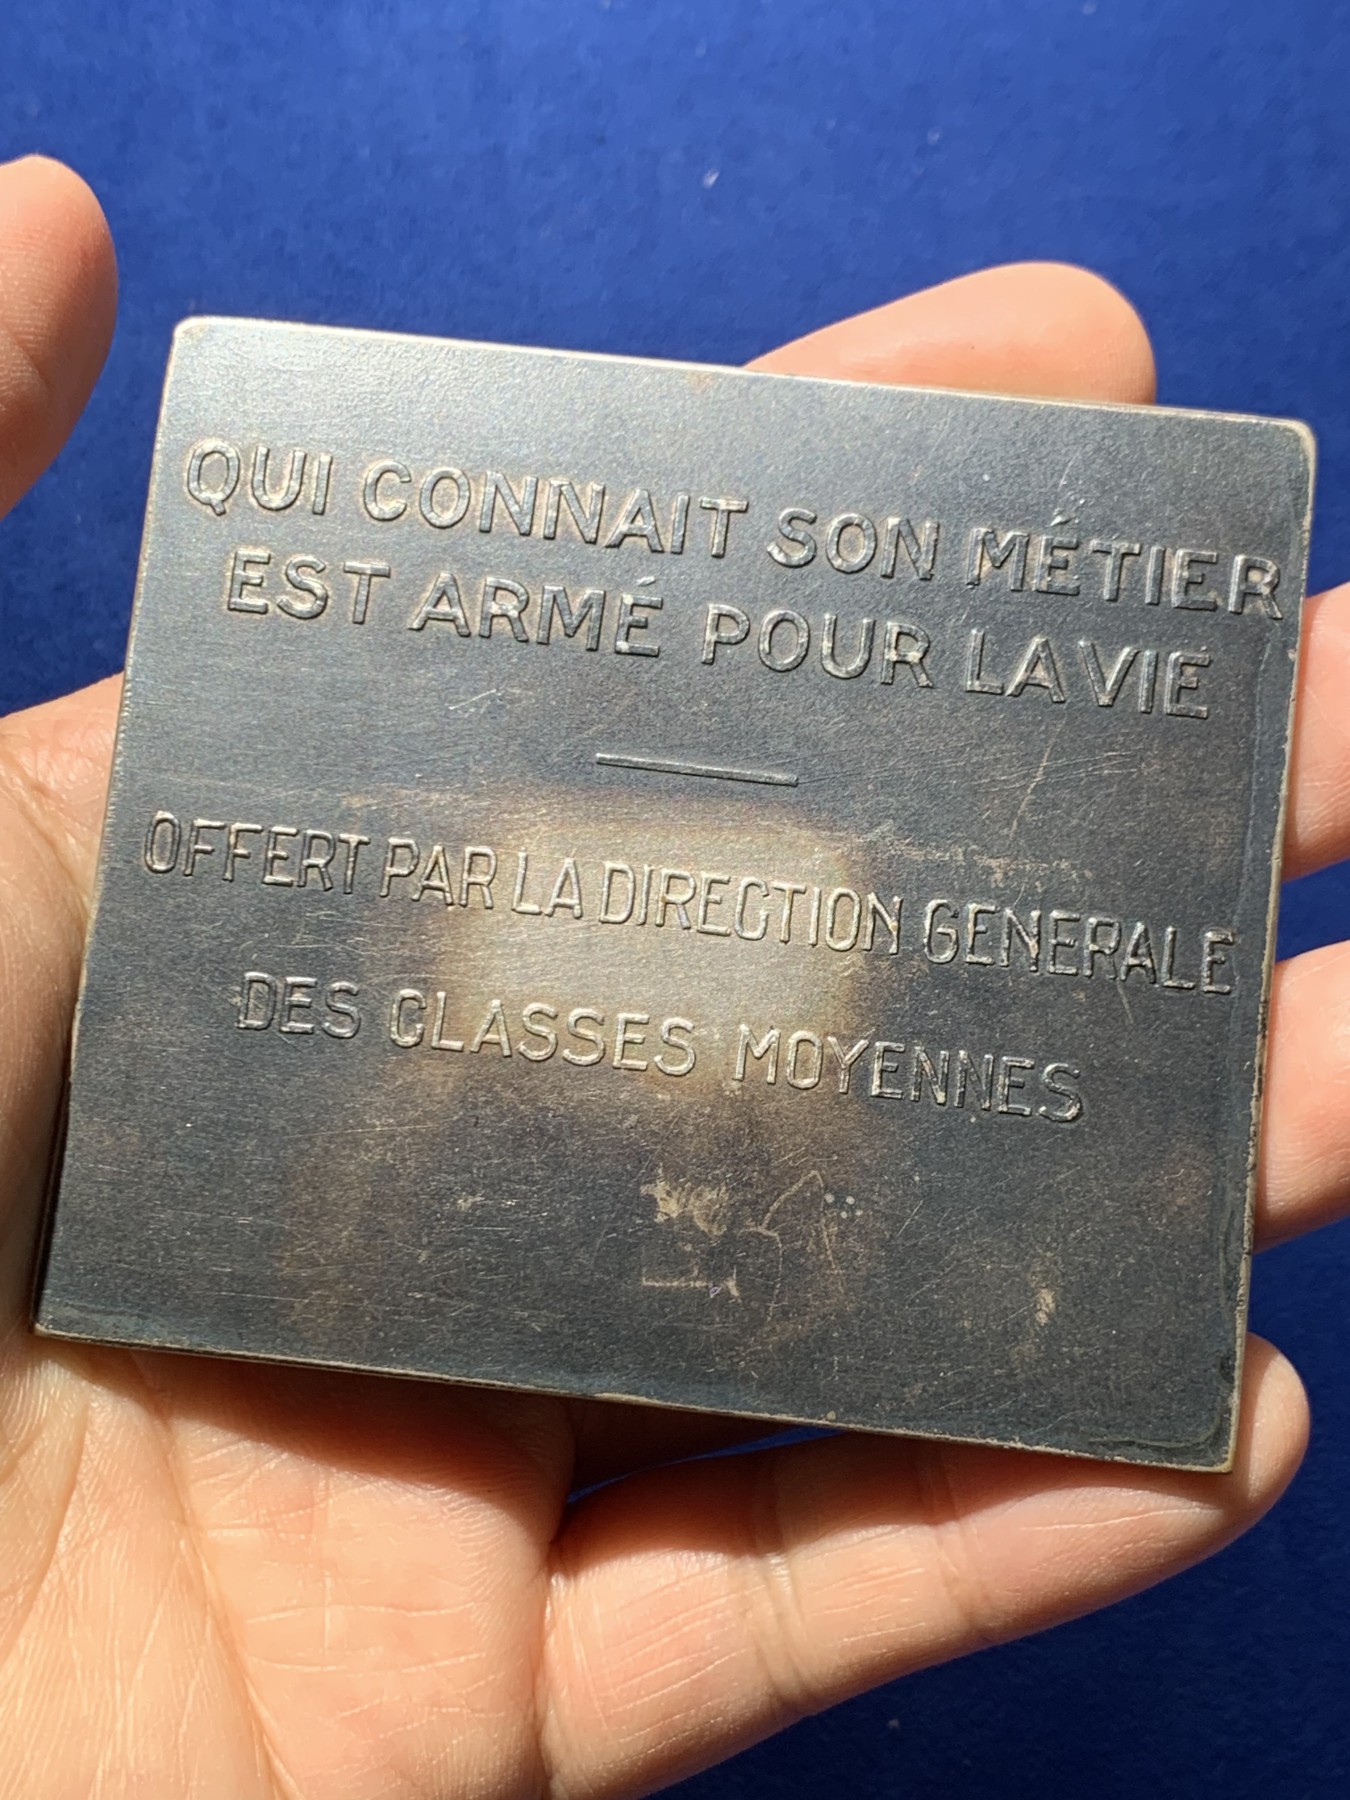 QUI CONNAIT SON MÉTIER
EST ARMÉ POUR LA VIE
OFFERT PAR LA DIRECTION GENERALE
DES CLASSES MOYENNES